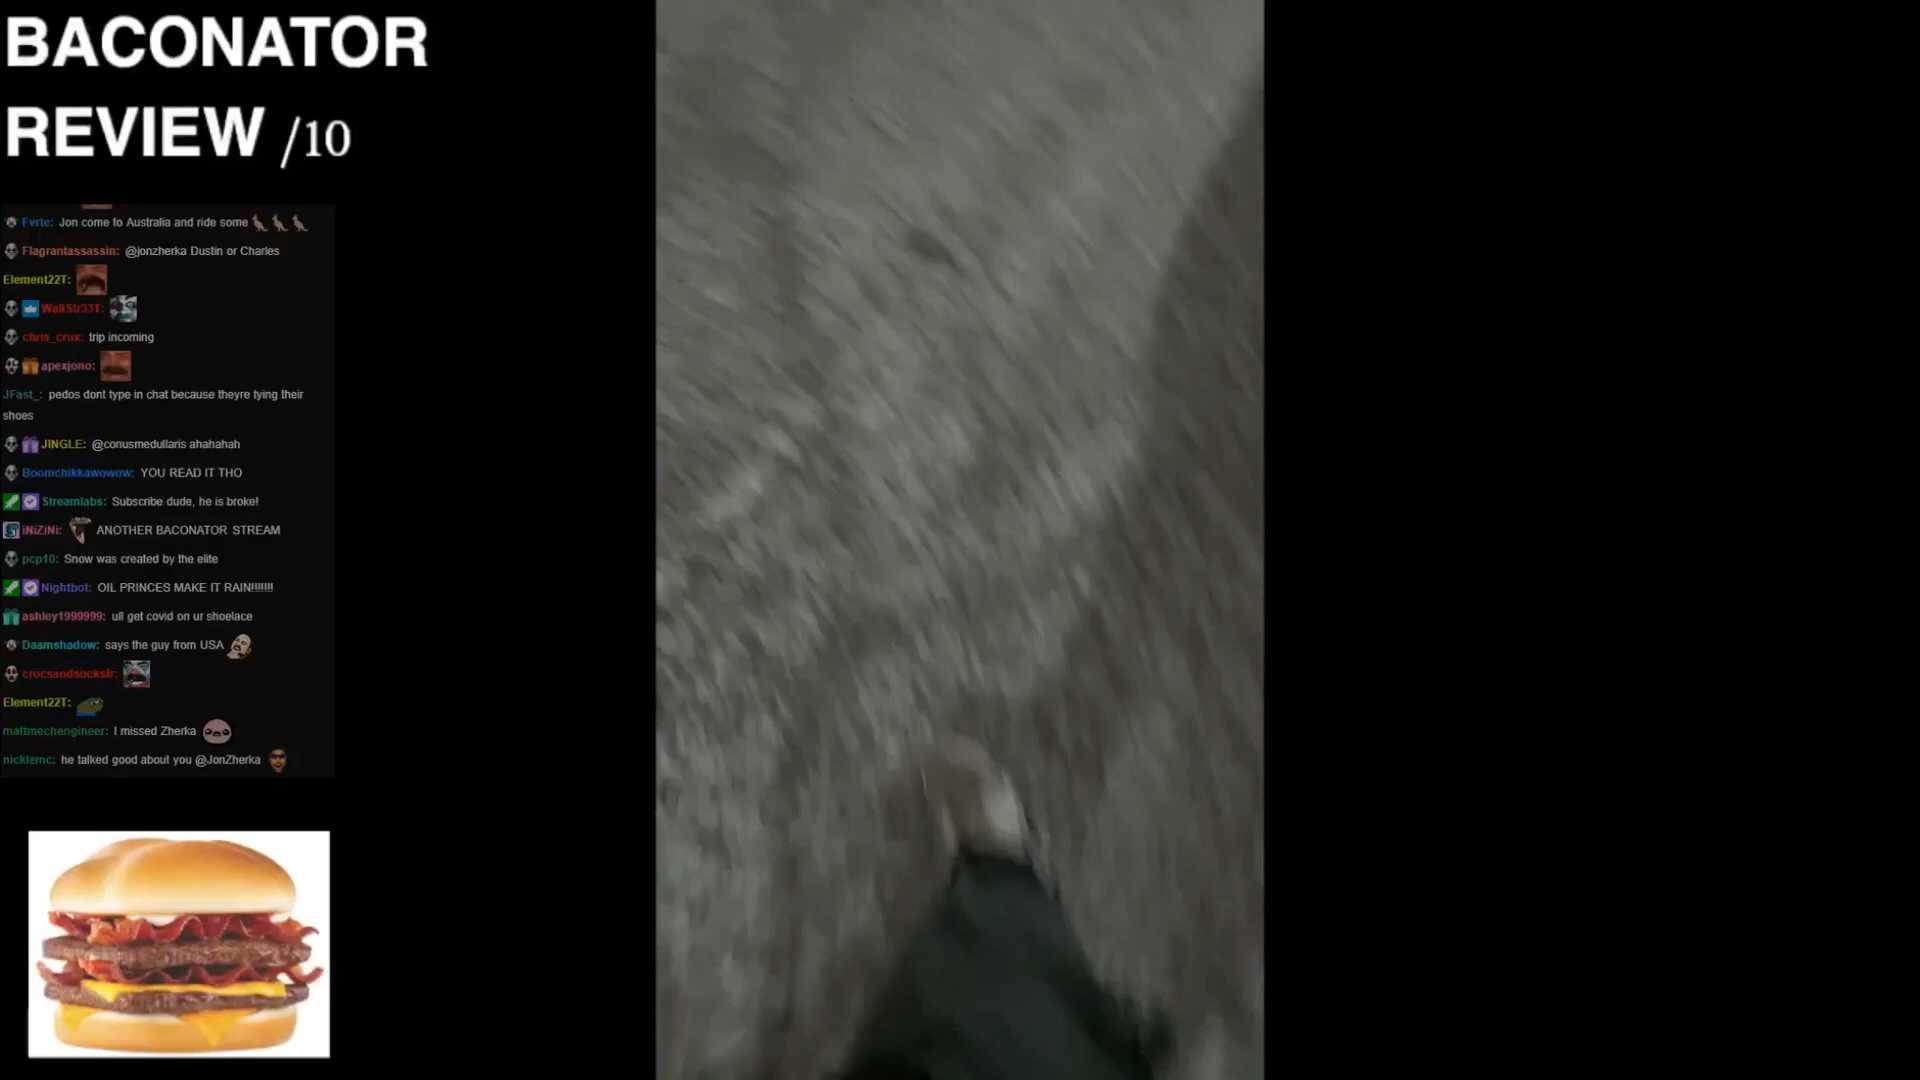 BACONATOR
REVIEW /10
Fvrte: Jon come to Australia and ride some
Flagrantassassin: @jonzherka Dustin or Charles
Element22T:
WallStr33T:
chris_crux: trip incoming
apexjono:
JFast_: pedos dont type in chat because theyre tying their
shoes
JINGLE: @conusmedullaris ahahahah
Boomchikkawowow: YOU READ IT THO
Streamlabs: Subscribe dude, he is broke!
iNiZiNi: ANOTHER BACONATOR STREAM
pcp10: Snow was created by the elite
Nightbot: OIL PRINCES MAKE IT RAIN!!!!!!!
ashley1999999: ull get covid on ur shoelace
Daamshadow: says the guy from USA
crocsandsocksfr:
Element22T:
mattmechengineer: I missed Zherka
nicklemc: he talked good about you @JonZherka